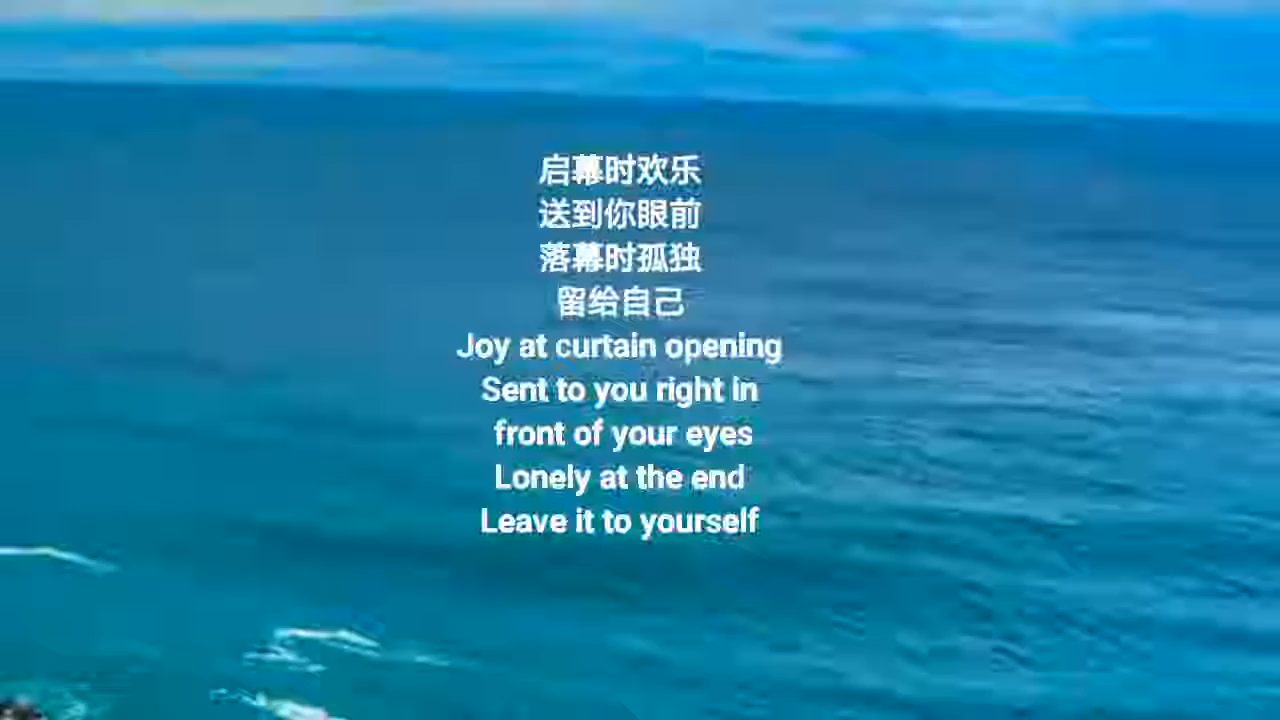 启幕时欢乐
送到你眼前
落幕时孤独
留给自己
Joy at curtain opening
Sent to you right in
front of your eyes
Lonely at the end
Leave it to yourself